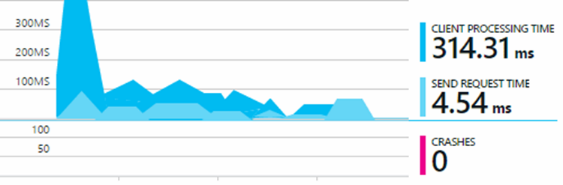 300MS
200MS
100MS
100
50
CLIENT PROCESSING TIME
314.31 ms
SEND REQUEST TIME
4.54 ms
CRASHES
0